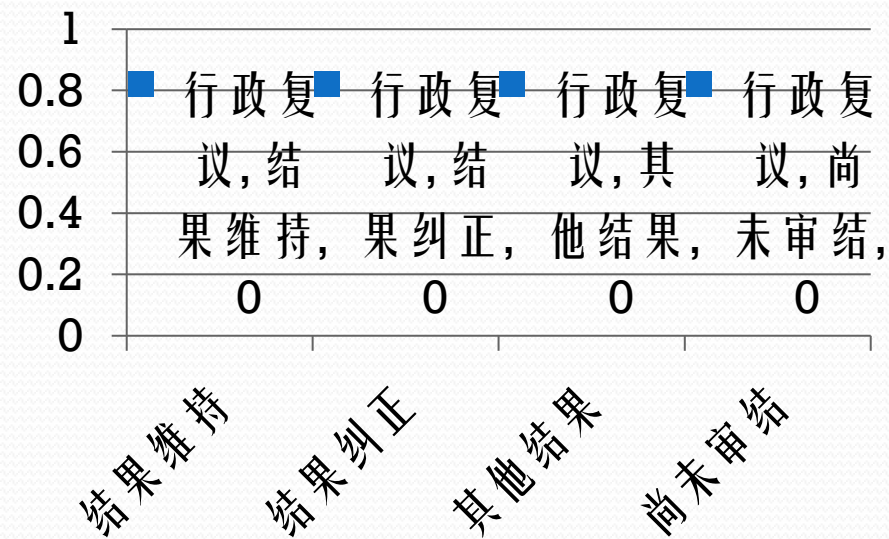 1
0.8
0.6
0.4
0.2
0
行政复议,结果维持, 0
行政复议,结果纠正, 0
行政复议,其他结果, 0
行政复议,尚未审结, 0
结果维持
结果纠正
其他结果
尚未审结